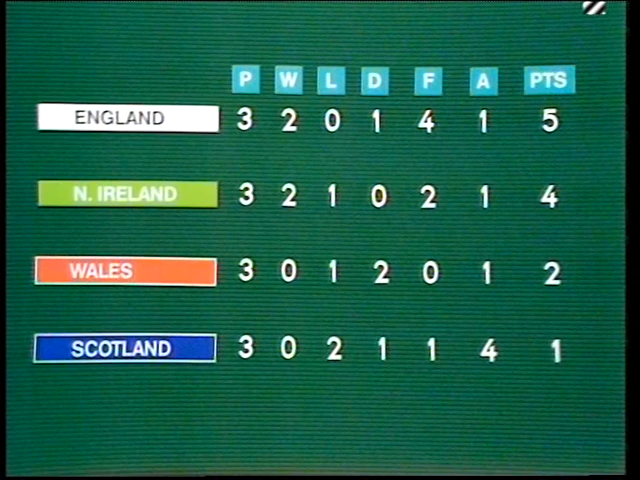 P W L D F A PTS
ENGLAND 3 2 0 1 4 1 5
N. IRELAND 3 2 1 0 2 1 4
WALES 3 0 1 2 0 1 2
SCOTLAND 3 0 2 1 1 4 1